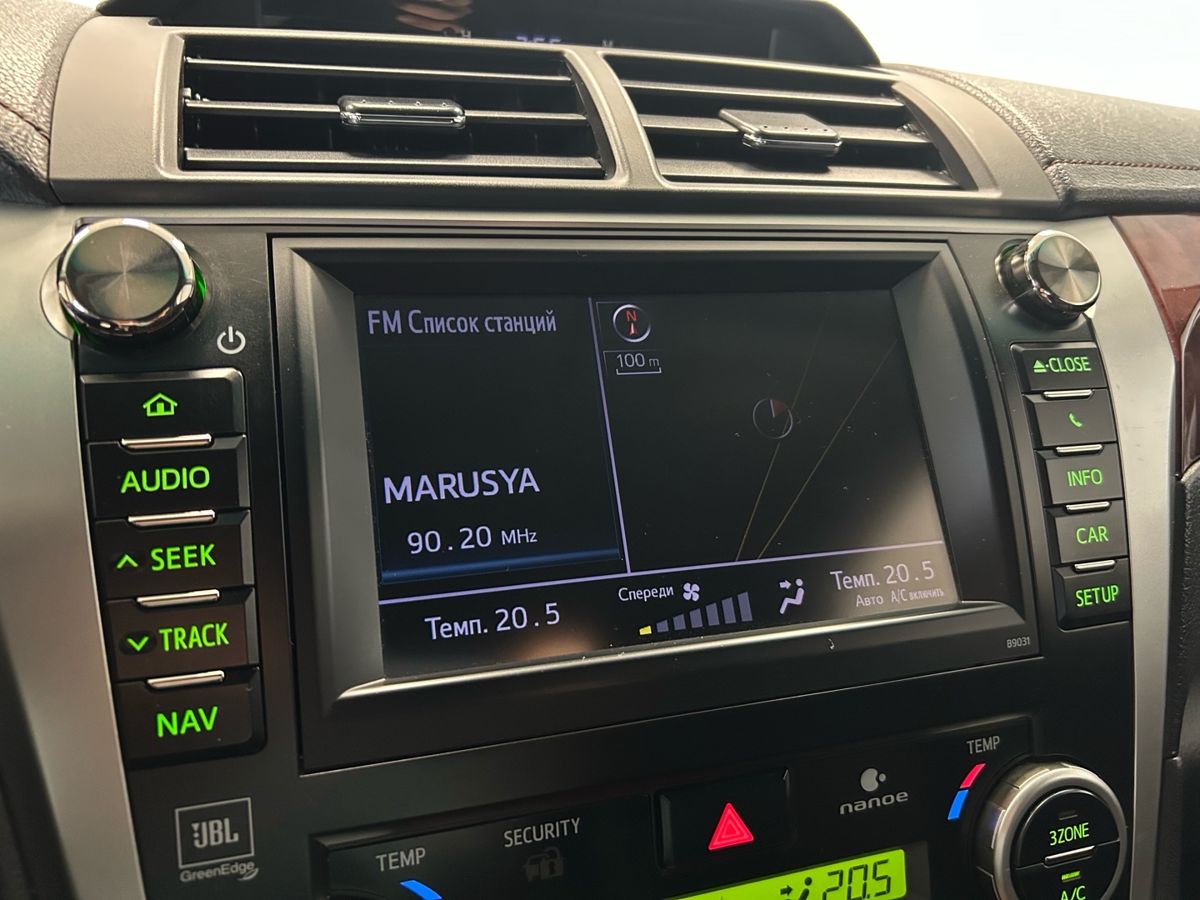 FM Список станций
N
100 m
MARUSYA
90.20 MHz
Темп. 20.5
Спереди
Темп. 20.5
Авто A/C включить
AUDIO
SEEK
TRACK
NAV
CLOSE
INFO
CAR
SETUP
B9031
JBL
GreenEdge
TEMP
SECURITY
nanoe
TEMP
3ZONE
A/C
20.5